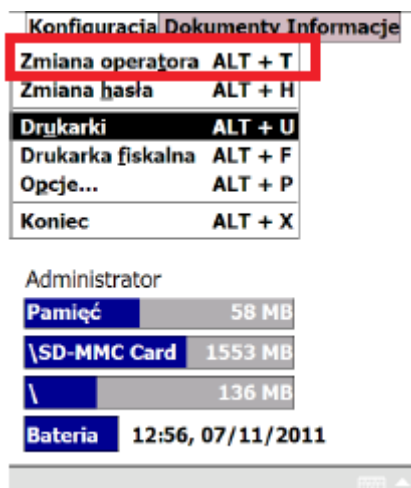 Konfiguracja Dokumenty Informacje
Zmiana operatora ALT + T
Zmiana hasła ALT + H
Drukarki ALT + U
Drukarka fiskalna ALT + F
Opcje... ALT + P
Koniec ALT + X
Administrator
Pamięć 58 MB
\SD-MMC Card 1553 MB
\ 136 MB
Bateria 12:56, 07/11/2011